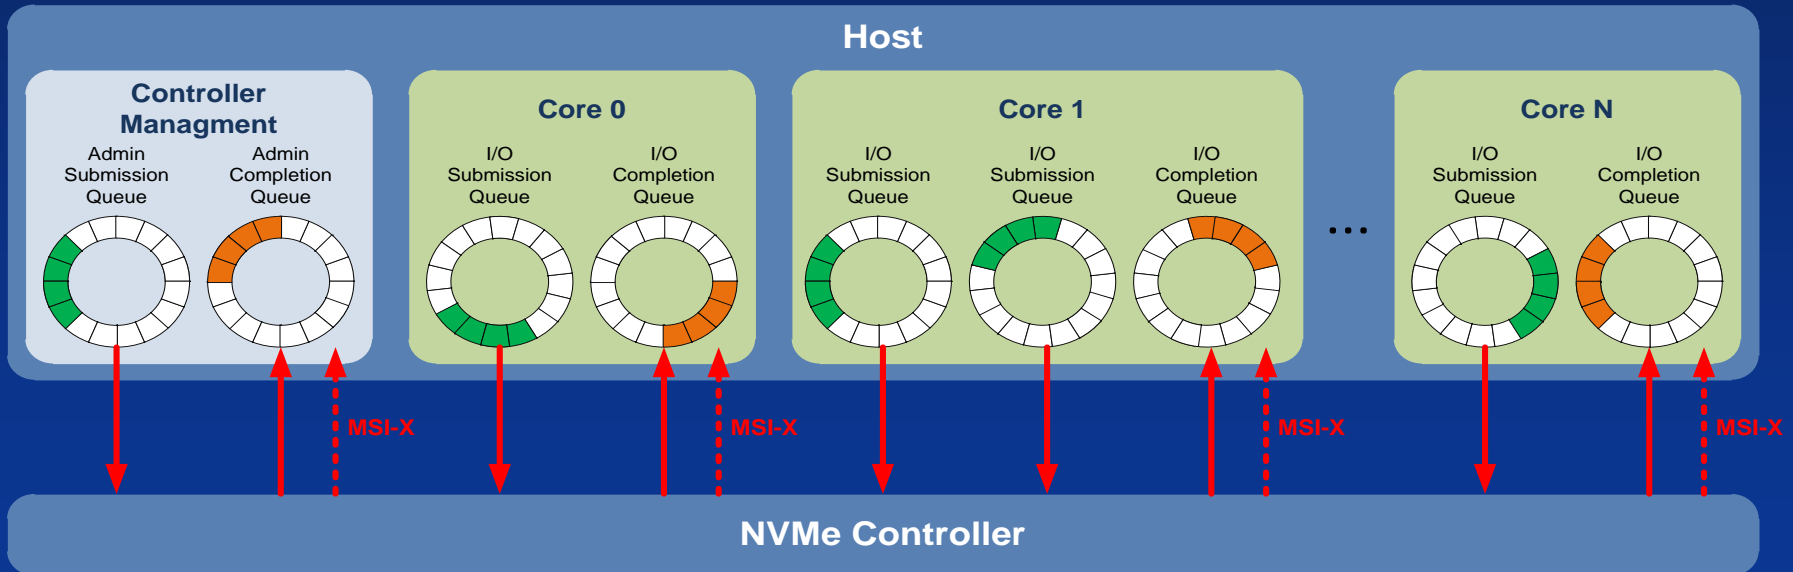 Host
Controller
Managment
Admin
Submission
Queue
Admin
Completion
Queue
Core 0
I/O
Submission
Queue
I/O
Completion
Queue
Core 1
I/O
Submission
Queue
I/O
Submission
Queue
I/O
Completion
Queue
...
Core N
I/O
Submission
Queue
I/O
Completion
Queue
MSI-X
MSI-X
MSI-X
MSI-X
NVMe Controller